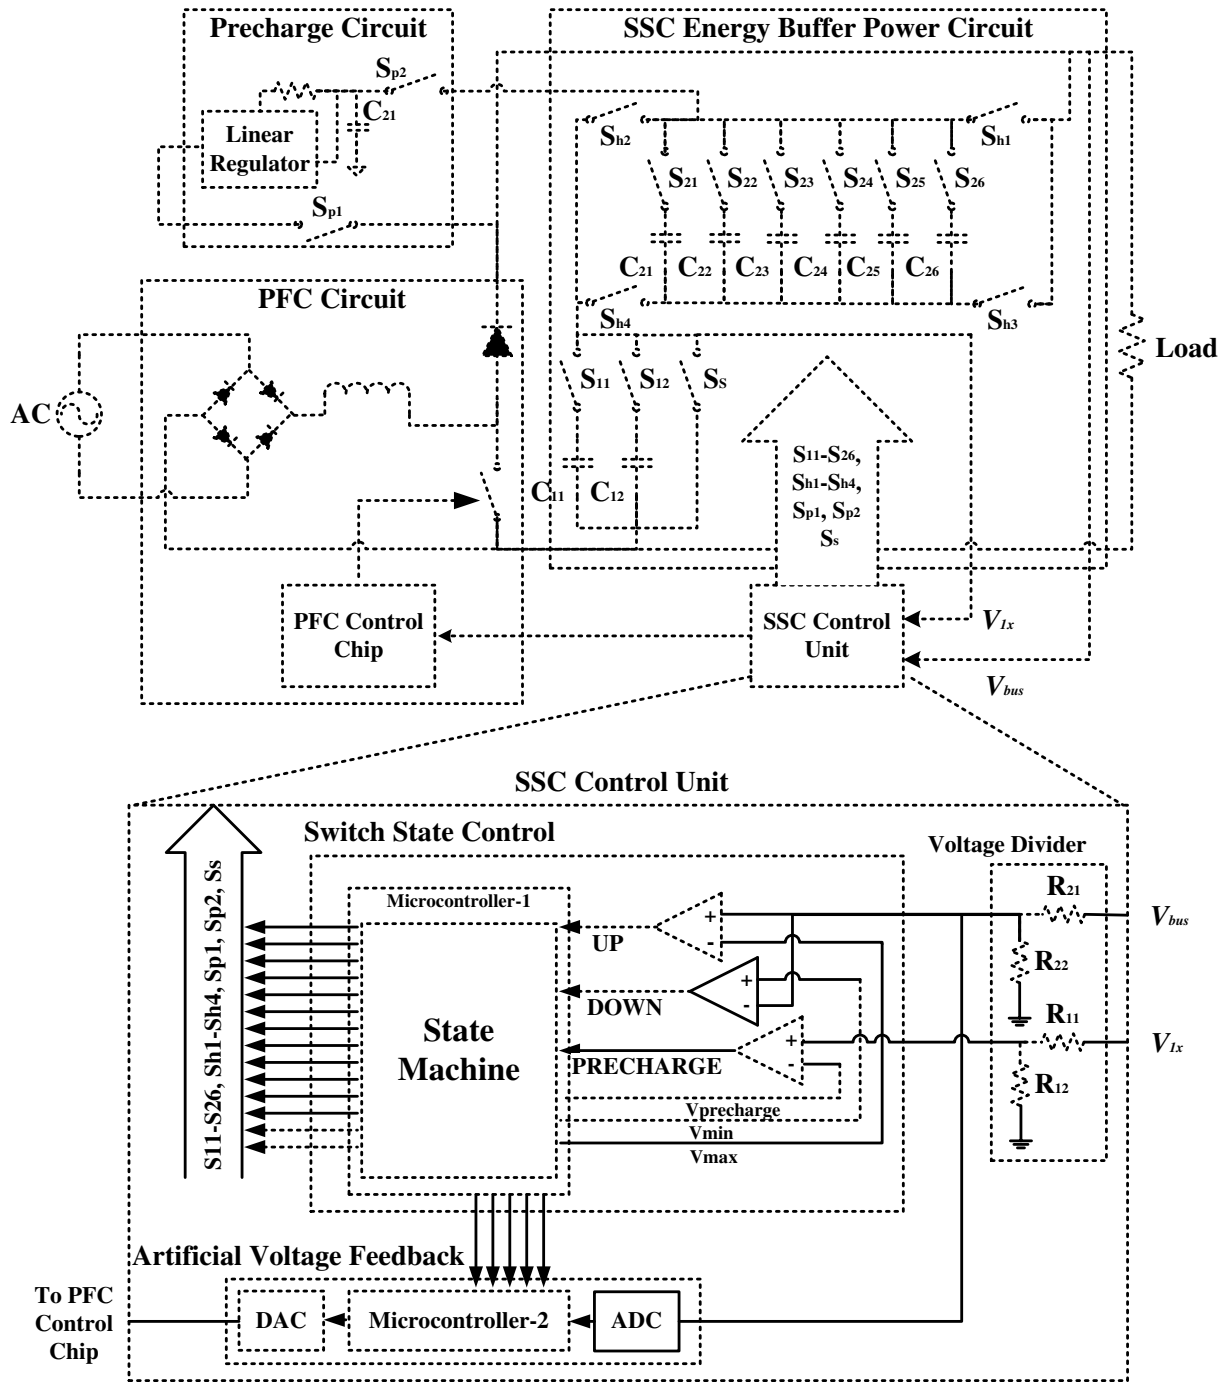 Precharge Circuit
SSC Energy Buffer Power Circuit
Sp2
C21
Linear
Regulator
Sp1
Sh2
Sh1
S21
S22
S23
S24
S25
S26
C21
C22
C23
C24
C25
C26
Sh4
Sh3
PFC Circuit
Load
S11
S12
SS
AC
C11
C12
S11-S26,
Sh1-Sh4,
Sp1, Sp2
Ss
PFC Control
Chip
SSC Control
Unit
V1x
Vbus
SSC Control Unit
Switch State Control
Voltage Divider
Microcontroller-1
R21
Vbus
+
-
UP
R22
+
-
DOWN
R11
V1x
+
-
PRECHARGE
R12
State
Machine
S11-S26, Sh1-Sh4, Sp1, Sp2, Ss
Vprecharge
Vmin
Vmax
Artificial Voltage Feedback
To PFC
Control
Chip
DAC
Microcontroller-2
ADC